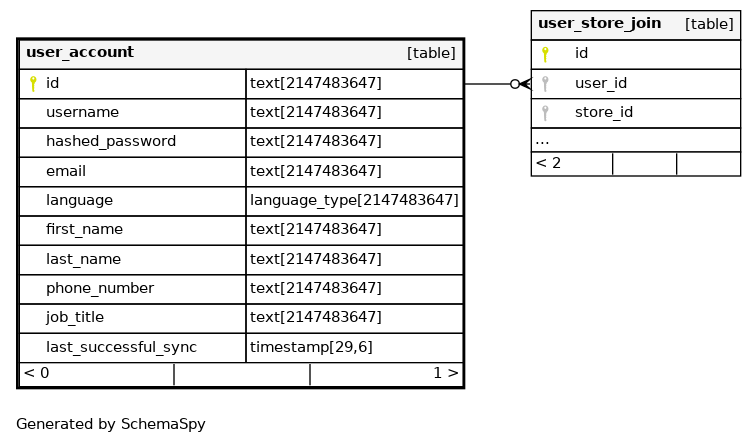 user_account [table]
id text[2147483647]
username text[2147483647]
hashed_password text[2147483647]
email text[2147483647]
language language_type[2147483647]
first_name text[2147483647]
last_name text[2147483647]
phone_number text[2147483647]
job_title text[2147483647]
last_successful_sync timestamp[29,6]
< 0 1 >
user_store_join [table]
id
user_id
store_id
...
< 2
Generated by SchemaSpy